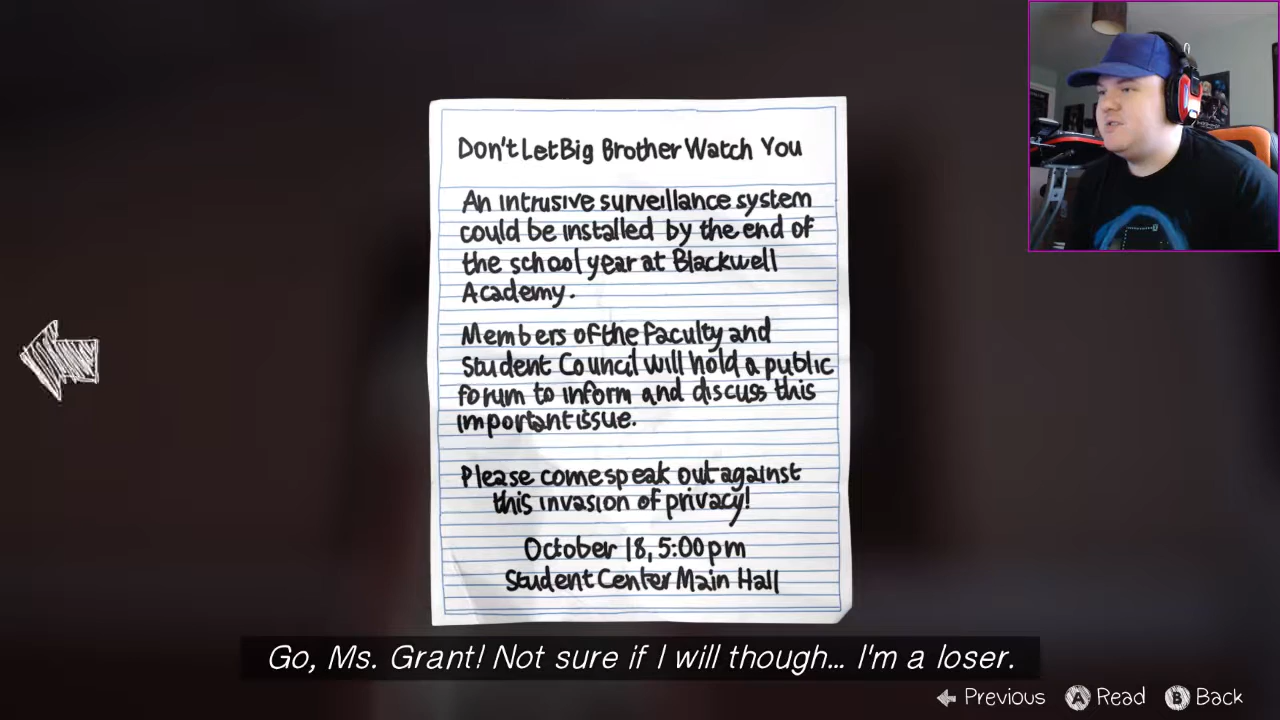 Don't Let Big Brother Watch You
An intrusive surveillance system
could be installed by the end of
the school year at Blackwell
Academy.
Members of the faculty and
Student Council will hold a public
forum to inform and discuss this
important issue.
Please come speak out against
this invasion of privacy!
October 18, 5:00pm
Student Center Main Hall
Go, Ms. Grant! Not sure if I will though... I'm a loser.
Previous A Read B Back